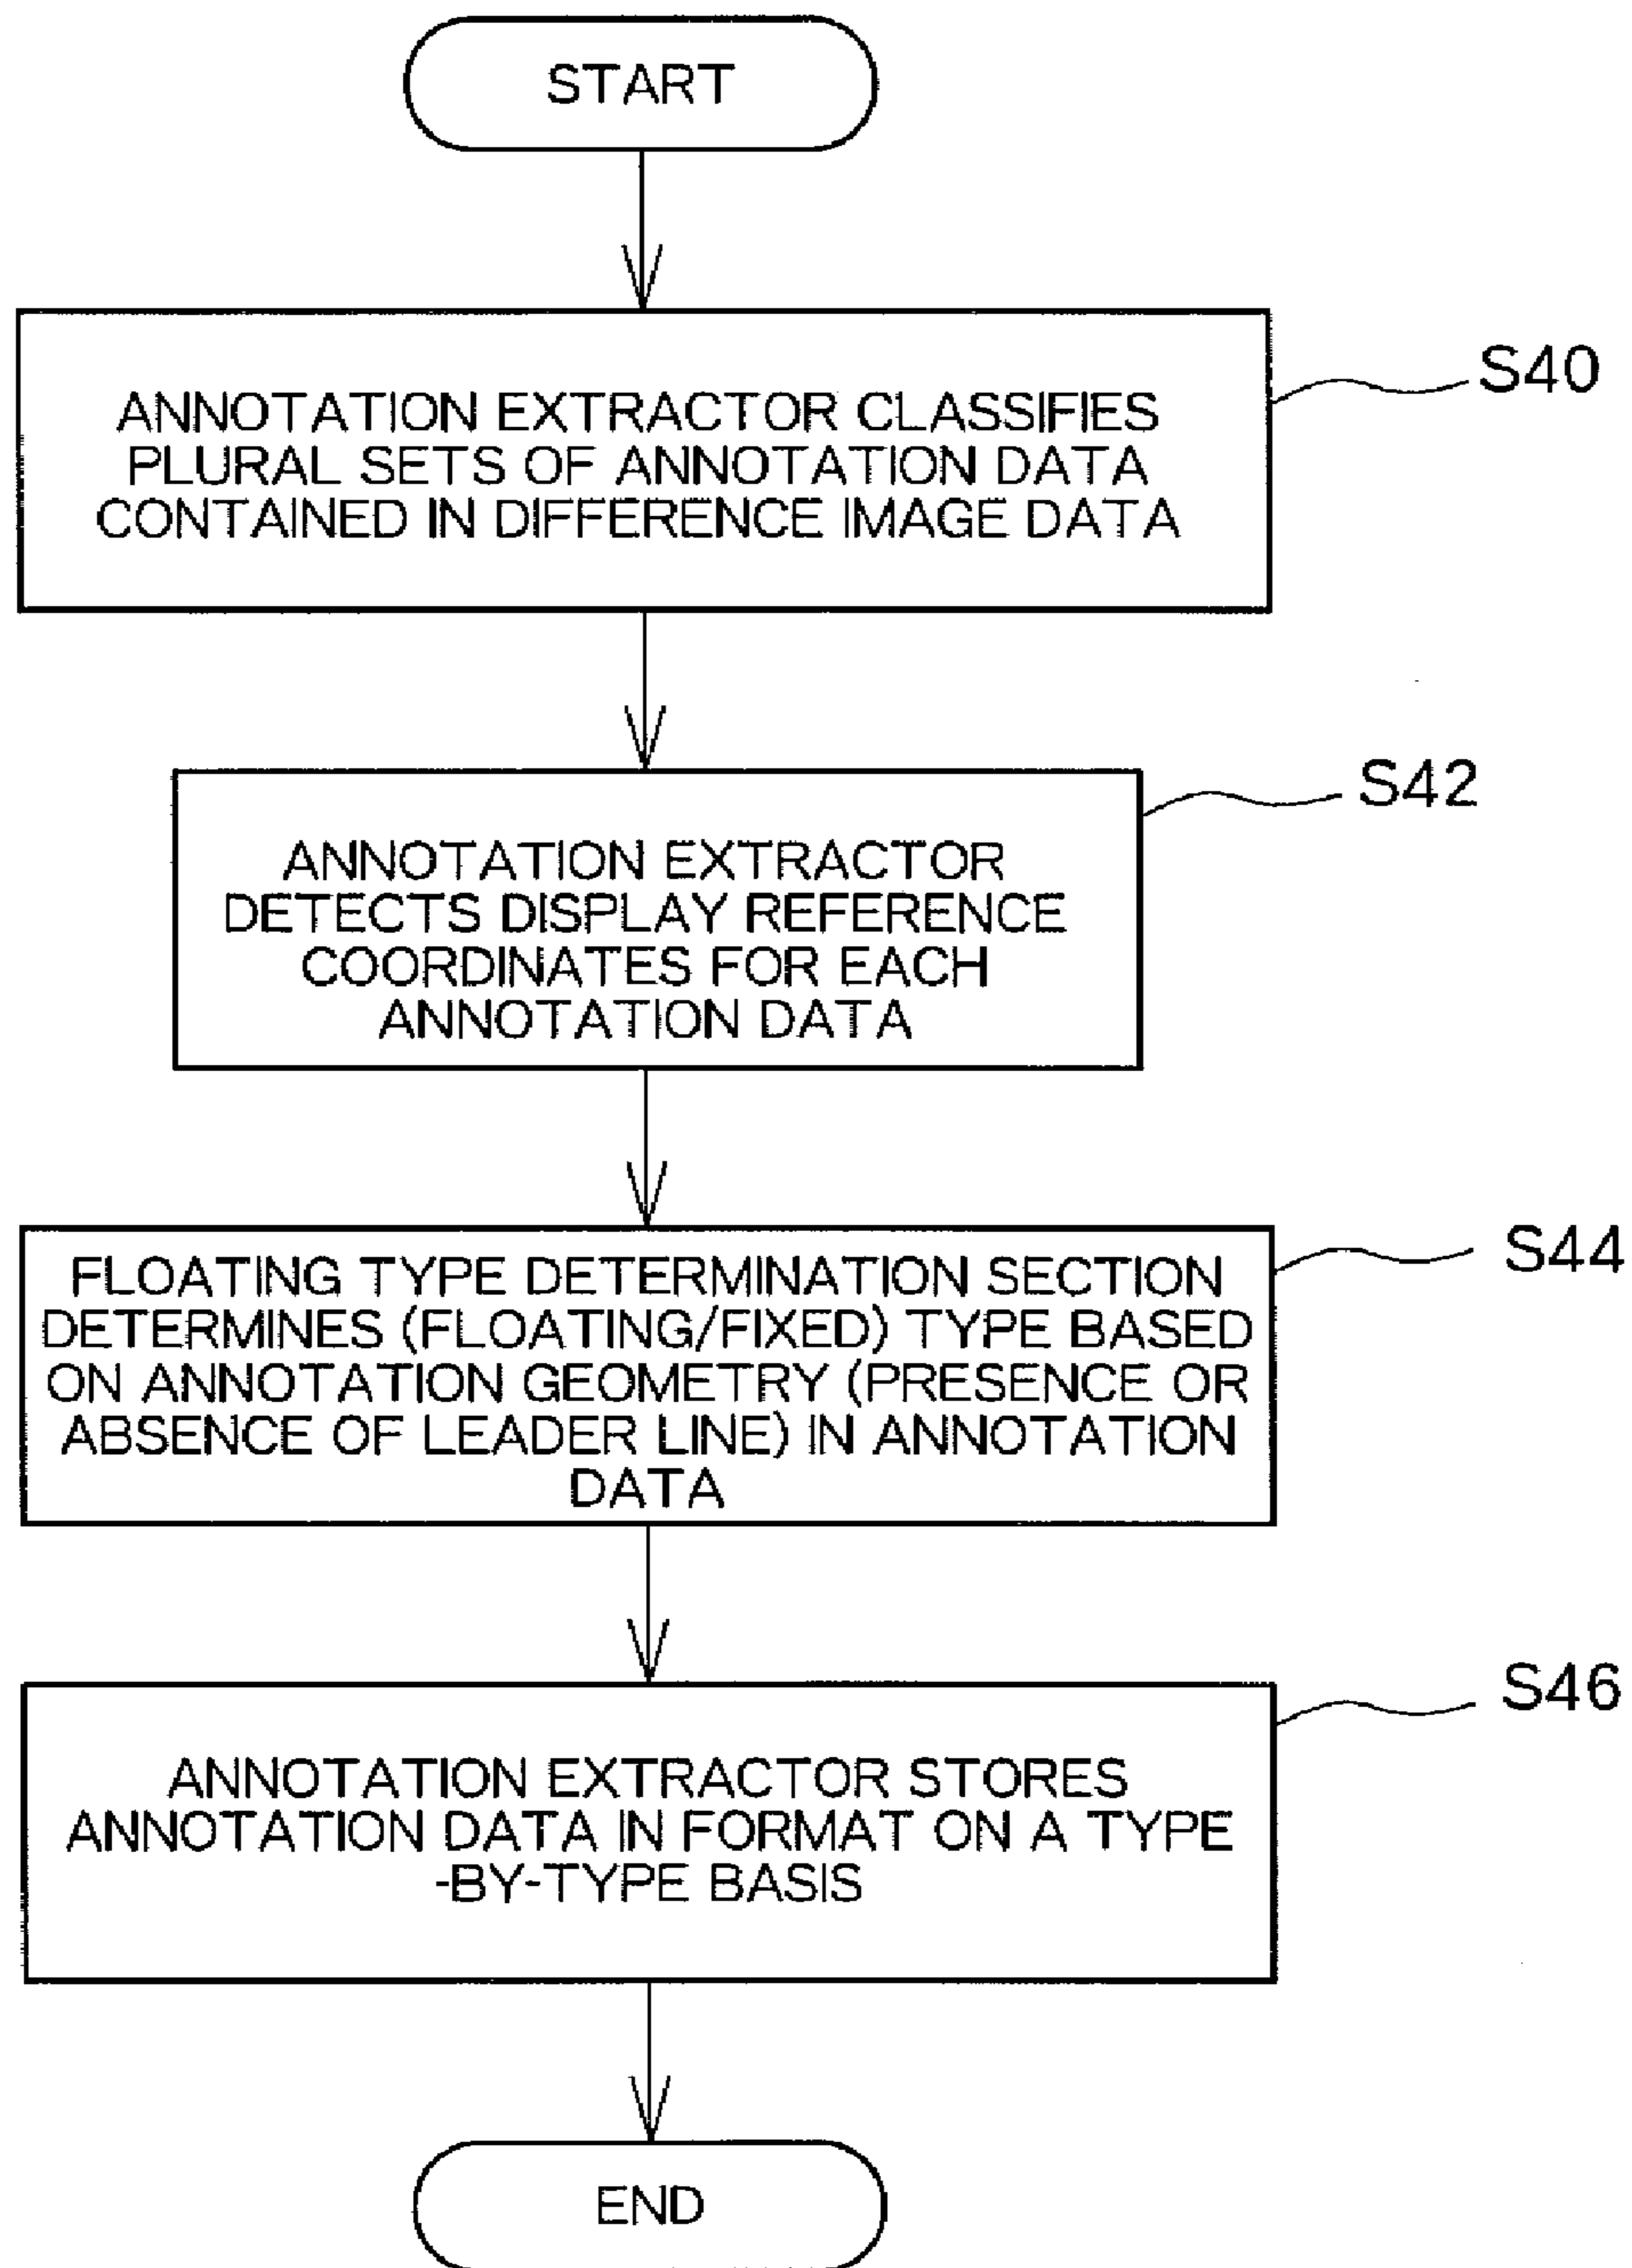 START
S40
ANNOTATION EXTRACTOR CLASSIFIES
PLURAL SETS OF ANNOTATION DATA
CONTAINED IN DIFFERENCE IMAGE DATA
S42
ANNOTATION EXTRACTOR
DETECTS DISPLAY REFERENCE
COORDINATES FOR EACH
ANNOTATION DATA
S44
FLOATING TYPE DETERMINATION SECTION
DETERMINES (FLOATING/FIXED) TYPE BASED
ON ANNOTATION GEOMETRY (PRESENCE OR
ABSENCE OF LEADER LINE) IN ANNOTATION
DATA
S46
ANNOTATION EXTRACTOR STORES
ANNOTATION DATA IN FORMAT ON A TYPE
-BY-TYPE BASIS
END